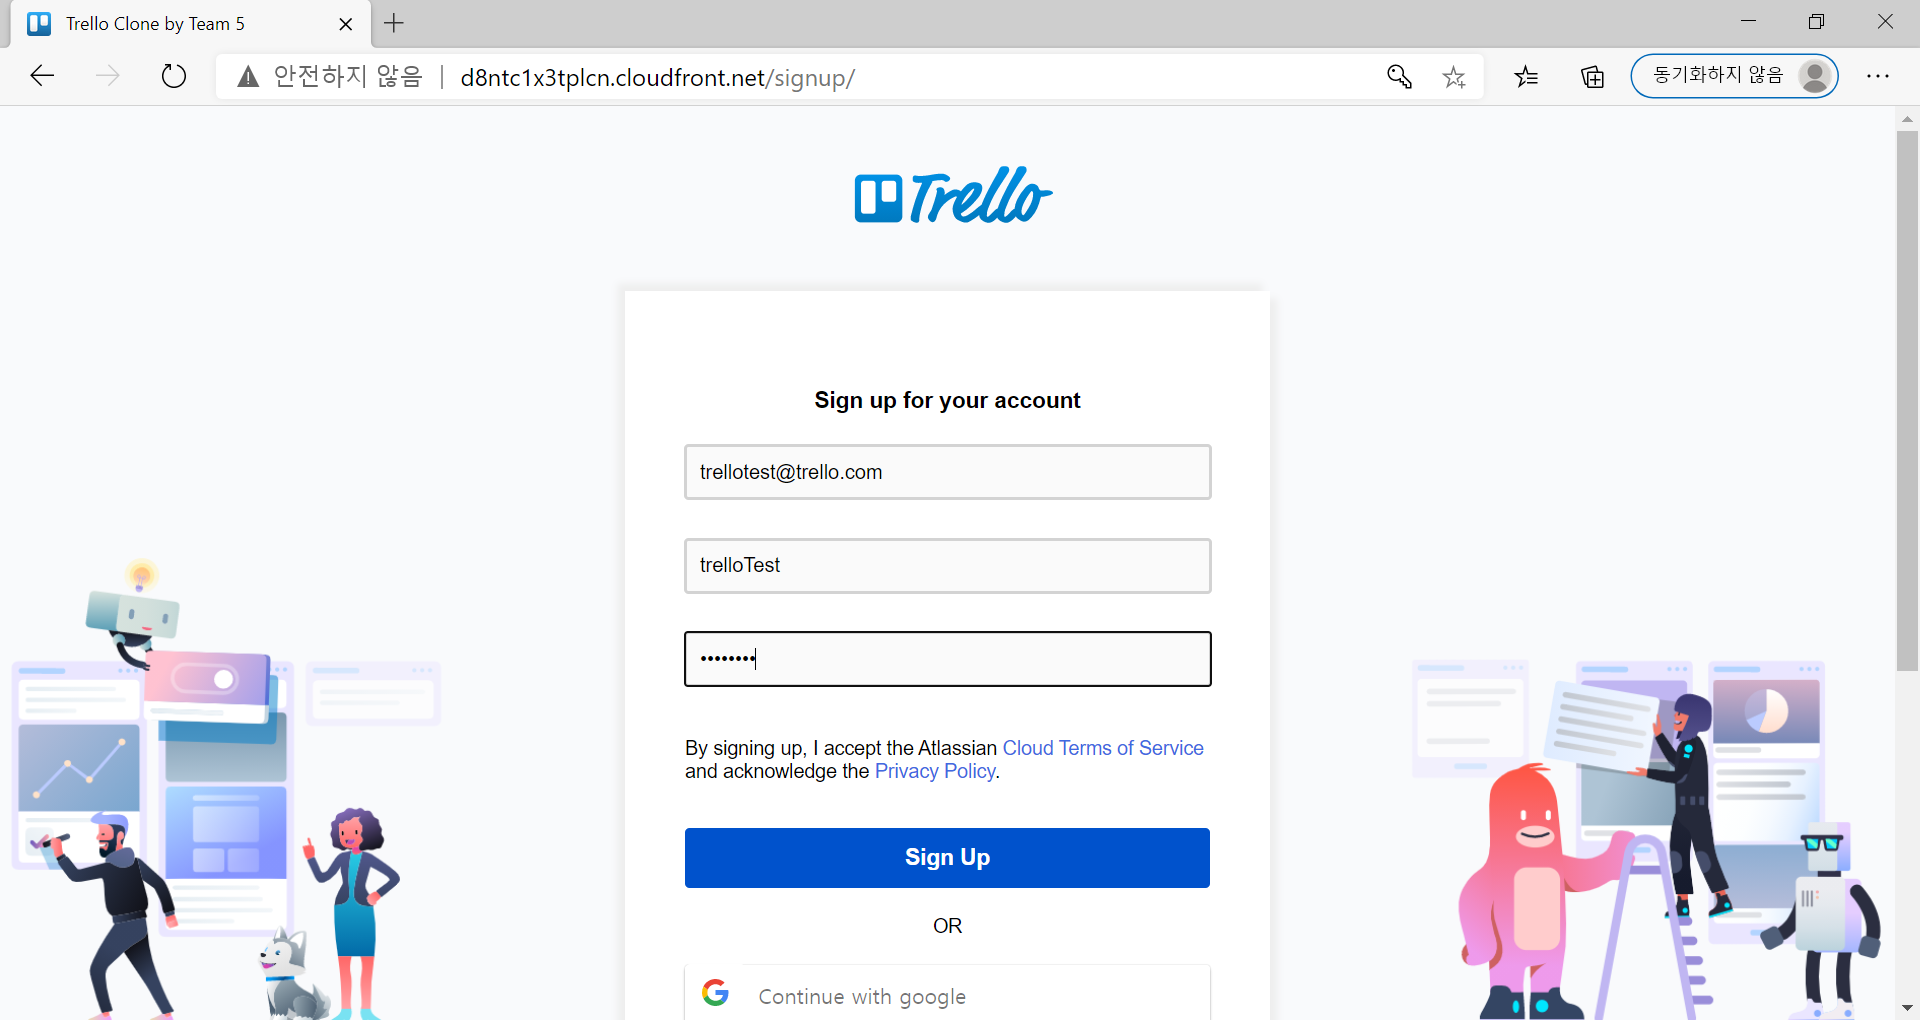 Trello Clone by Team 5
안전하지 않음 | d8ntc1x3tplcn.cloudfront.net/signup/
동기화하지 않음
Trello
Sign up for your account
trellotest@trello.com
trelloTest
••••••••
By signing up, I accept the Atlassian Cloud Terms of Service
and acknowledge the Privacy Policy.
Sign Up
OR
G
Continue with google